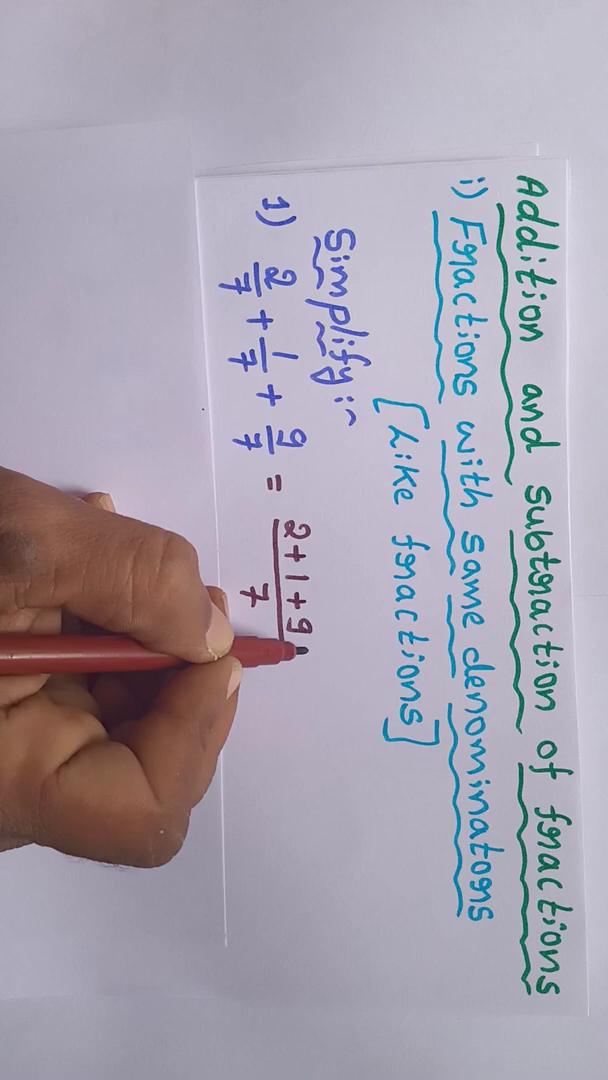 Addition and subtraction of fractions
i) Fractions with same denominators
[Like fractions]
Simplify:-
1) 2/7 + 1/7 + 9/7 = 2+1+9/7